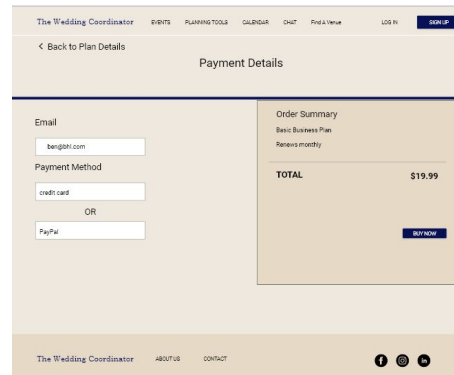 The Wedding Coordinator EVENTS PLANNING TOOLS CALENDAR CHAT Find A Venue LOG IN SIGN UP
< Back to Plan Details
Payment Details
Email
ben@bhl.com
Payment Method
credit card
OR
PayPal
Order Summary
Basic Business Plan
Renews monthly
TOTAL $19.99
BUY NOW
The Wedding Coordinator ABOUT US CONTACT
f in